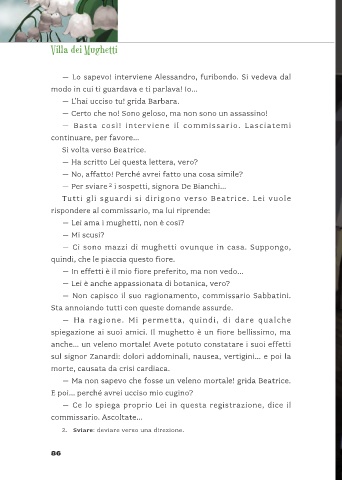 Villa dei Mughetti
— Lo sapevo! interviene Alessandro, furibondo. Si vedeva dal
modo in cui ti guardava e ti parlava! Io...
— L'hai ucciso tu! grida Barbara.
— Certo che no! Sono geloso, ma non sono un assassino!
— Basta così! interviene il commissario. Lasciatemi
continuare, per favore...
Si volta verso Beatrice.
— Ha scritto Lei questa lettera, vero?
— No, affatto! Perché avrei fatto una cosa simile?
— Per sviare 2 i sospetti, signora De Bianchi...
Tutti gli sguardi si dirigono verso Beatrice. Lei vuole
rispondere al commissario, ma lui riprende:
— Lei ama i mughetti, non è così?
— Mi scusi?
— Ci sono mazzi di mughetti ovunque in casa. Suppongo,
quindi, che le piaccia questo fiore.
— In effetti è il mio fiore preferito, ma non vedo...
— Lei è anche appassionata di botanica, vero?
— Non capisco il suo ragionamento, commissario Sabbatini.
Sta annoiando tutti con queste domande assurde.
— Ha ragione. Mi permetta, quindi, di dare qualche
spiegazione ai suoi amici. Il mughetto è un fiore bellissimo, ma
anche... un veleno mortale! Avete potuto constatare i suoi effetti
sul signor Zanardi: dolori addominali, nausea, vertigini... e poi la
morte, causata da crisi cardiaca.
— Ma non sapevo che fosse un veleno mortale! grida Beatrice.
E poi... perché avrei ucciso mio cugino?
— Ce lo spiega proprio Lei in questa registrazione, dice il
commissario. Ascoltate...
2. Sviare: deviare verso una direzione.
86